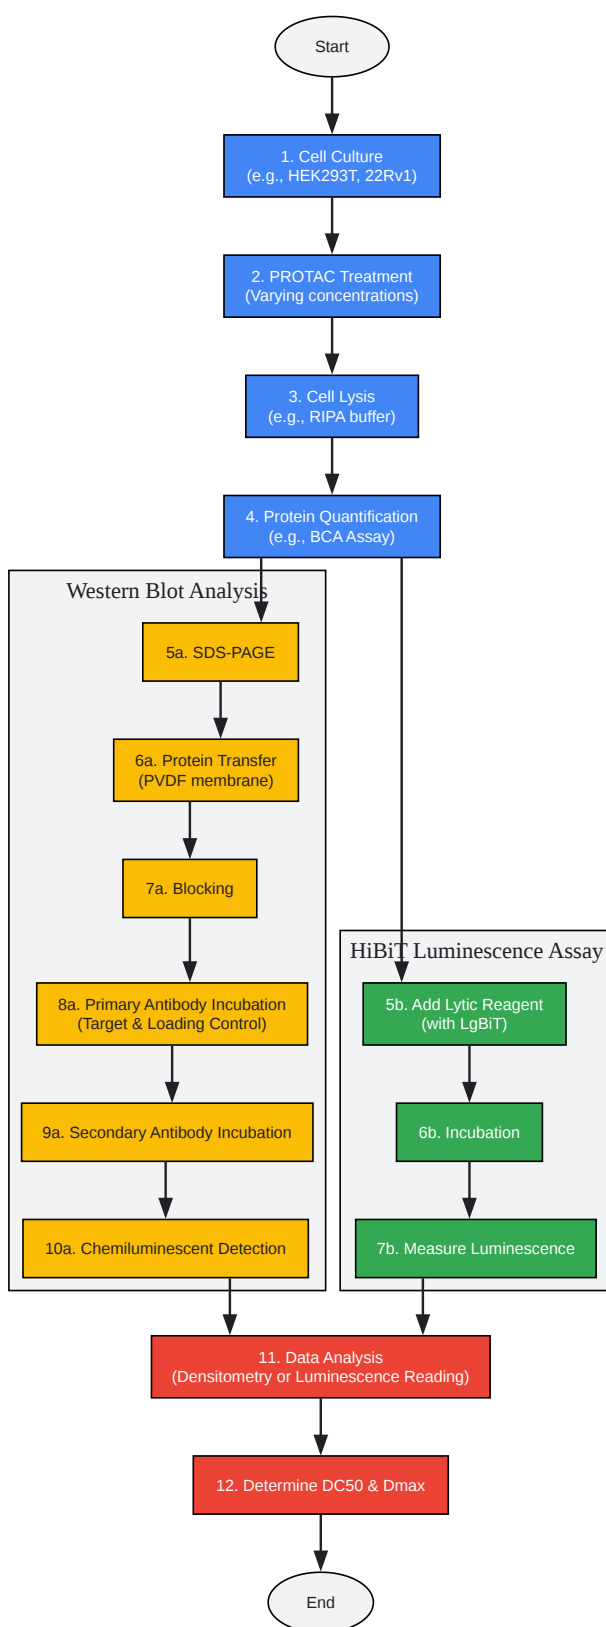 Start
1. Cell Culture
(e.g., HEK293T, 22Rv1)
2. PROTAC Treatment
(Varying concentrations)
3. Cell Lysis
(e.g., RIPA buffer)
4. Protein Quantification
(e.g., BCA Assay)
Western Blot Analysis
5a. SDS-PAGE
6a. Protein Transfer
(PVDF membrane)
7a. Blocking
8a. Primary Antibody Incubation
(Target & Loading Control)
9a. Secondary Antibody Incubation
10a. Chemiluminescent Detection
HiBiT Luminescence Assay
5b. Add Lytic Reagent
(with LgBiT)
6b. Incubation
7b. Measure Luminescence
11. Data Analysis
(Densitometry or Luminescence Reading)
12. Determine DC50 & Dmax
End